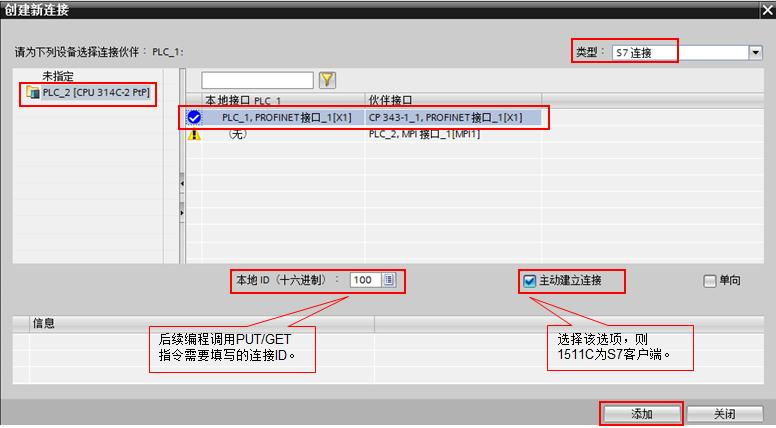 创建新连接
请为下列设备选择连接伙伴： PLC_1:
类型： S7 连接
未指定
PLC_2 [CPU 314C-2 PtP]
本地接口 PLC_1 伙伴接口
PLC_1, PROFINET接口_1[X1] CP 343-1_1, PROFINET接口_1[X1]
（无） PLC_2, MPI 接口_1[MPI1]
本地 ID（十六进制）： 100 主动建立连接 单向
信息
后续编程调用PUT/GET
指令需要填写的连接ID。
选择该选项，则
1511C为S7客户端。
添加 关闭